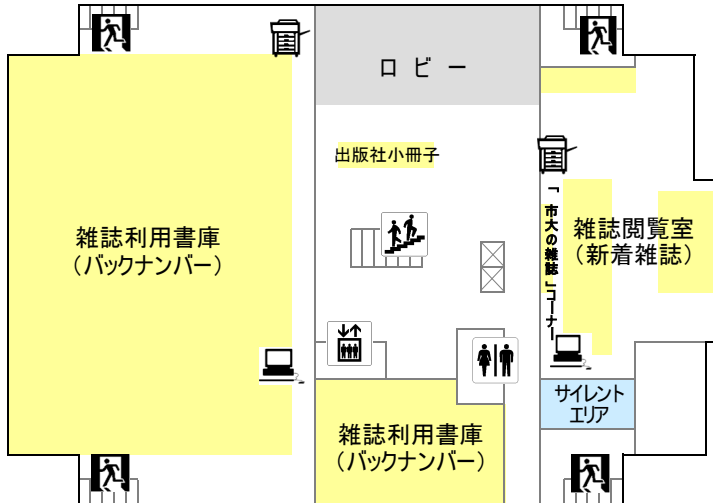 ロビー
出版社小冊子
雑誌利用書庫
（バックナンバー）
「市大の雑誌」コーナー
雑誌閲覧室
（新着雑誌）
サイレント
エリア
雑誌利用書庫
（バックナンバー）